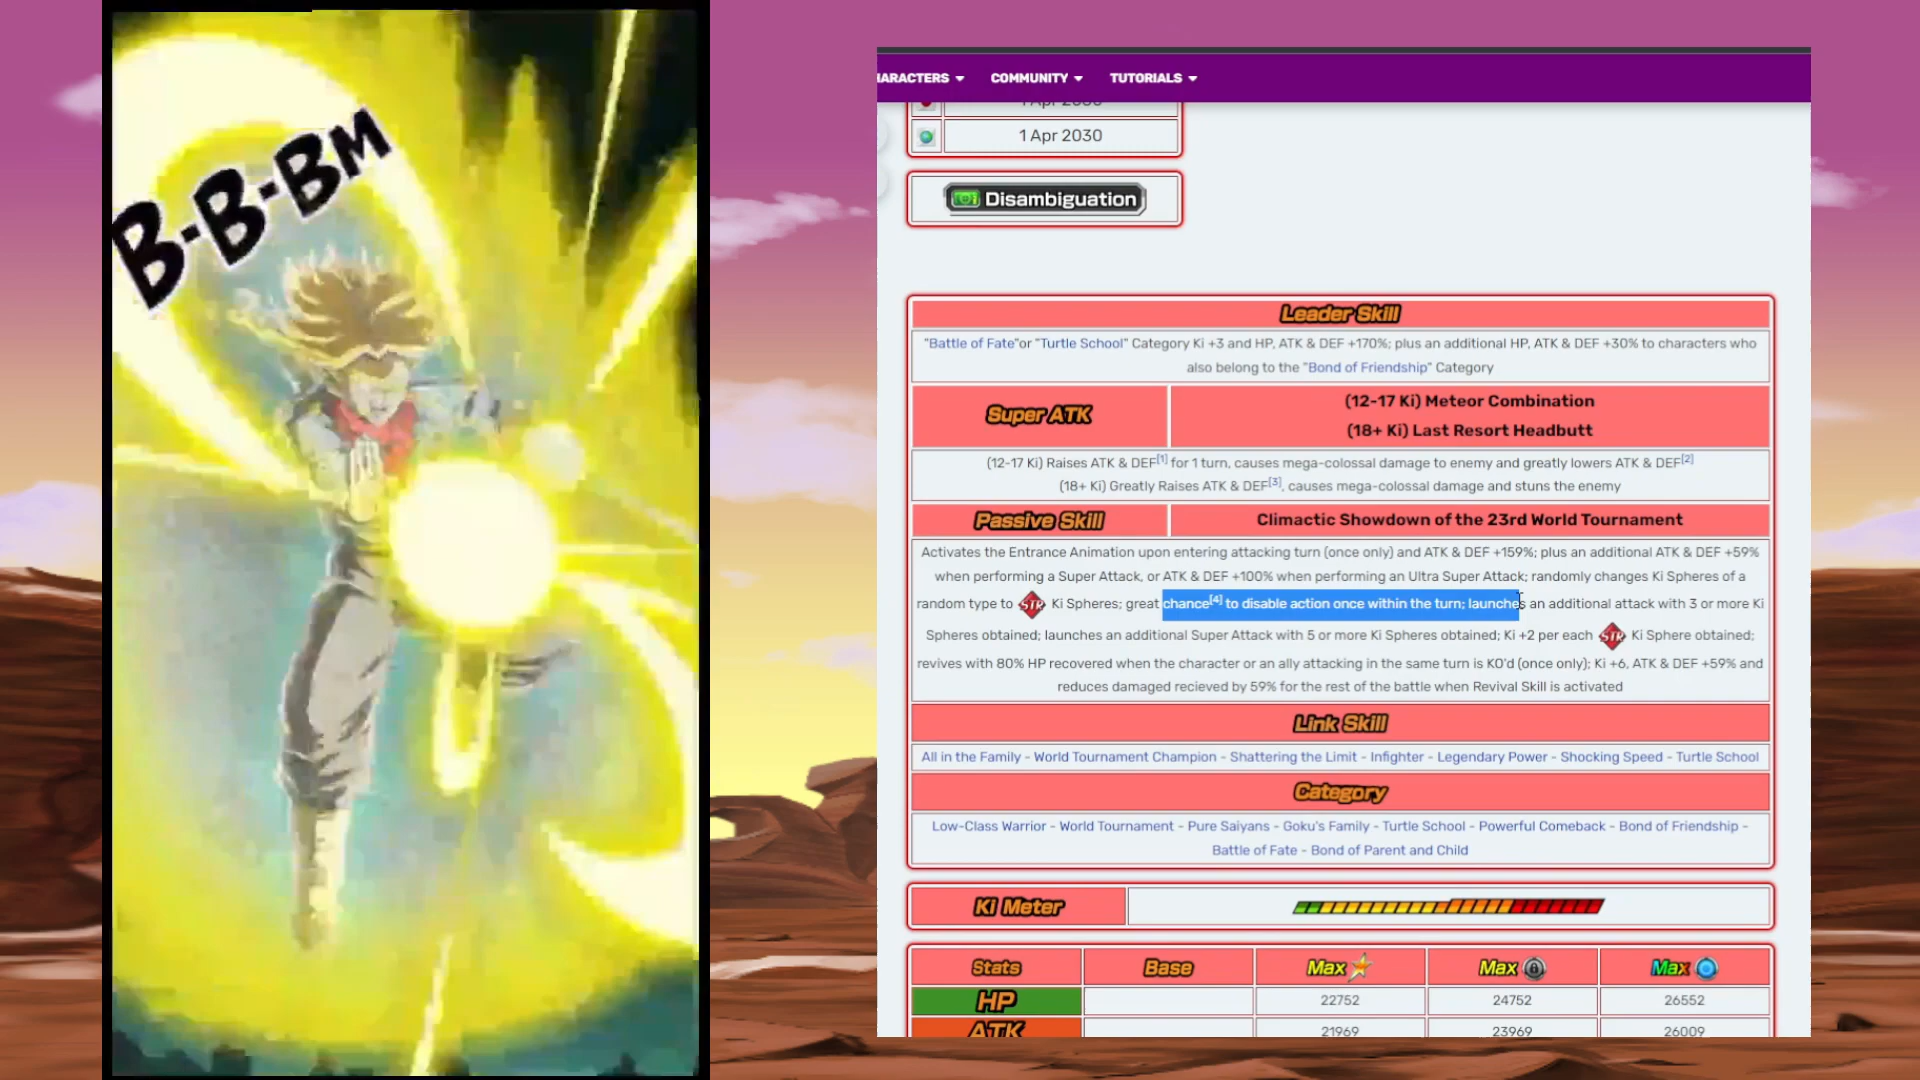 B-B-BM
HARACTERS COMMUNITY TUTORIALS
1 Apr 2030
1 Apr 2030
Disambiguation
Leader Skill
"Battle of Fate"or "Turtle School" Category Ki +3 and HP, ATK & DEF +170%; plus an additional HP, ATK & DEF +30% to characters who
also belong to the "Bond of Friendship" Category
Super ATK
(12-17 Ki) Meteor Combination
(18+ Ki) Last Resort Headbutt
(12-17 Ki) Raises ATK & DEF[1] for 1 turn, causes mega-colossal damage to enemy and greatly lowers ATK & DEF[2]
(18+ Ki) Greatly Raises ATK & DEF[3], causes mega-colossal damage and stuns the enemy
Passive Skill
Climactic Showdown of the 23rd World Tournament
Activates the Entrance Animation upon entering attacking turn (once only) and ATK & DEF +159%; plus an additional ATK & DEF +59%
when performing a Super Attack, or ATK & DEF +100% when performing an Ultra Super Attack; randomly changes Ki Spheres of a
random type to STR Ki Spheres; great chance[4] to disable action once within the turn; launches an additional attack with 3 or more Ki
Spheres obtained; launches an additional Super Attack with 5 or more Ki Spheres obtained; Ki +2 per each STR Ki Sphere obtained;
revives with 80% HP recovered when the character or an ally attacking in the same turn is KO'd (once only); Ki +6, ATK & DEF +59% and
reduces damaged recieved by 59% for the rest of the battle when Revival Skill is activated
Link Skill
All in the Family - World Tournament Champion - Shattering the Limit - Infighter - Legendary Power - Shocking Speed - Turtle School
Category
Low-Class Warrior - World Tournament - Pure Saiyans - Goku's Family - Turtle School - Powerful Comeback - Bond of Friendship -
Battle of Fate - Bond of Parent and Child
Ki Meter
Stats Base Max Max Max
HP 22752 24752 26552
ATK 21969 23969 26009